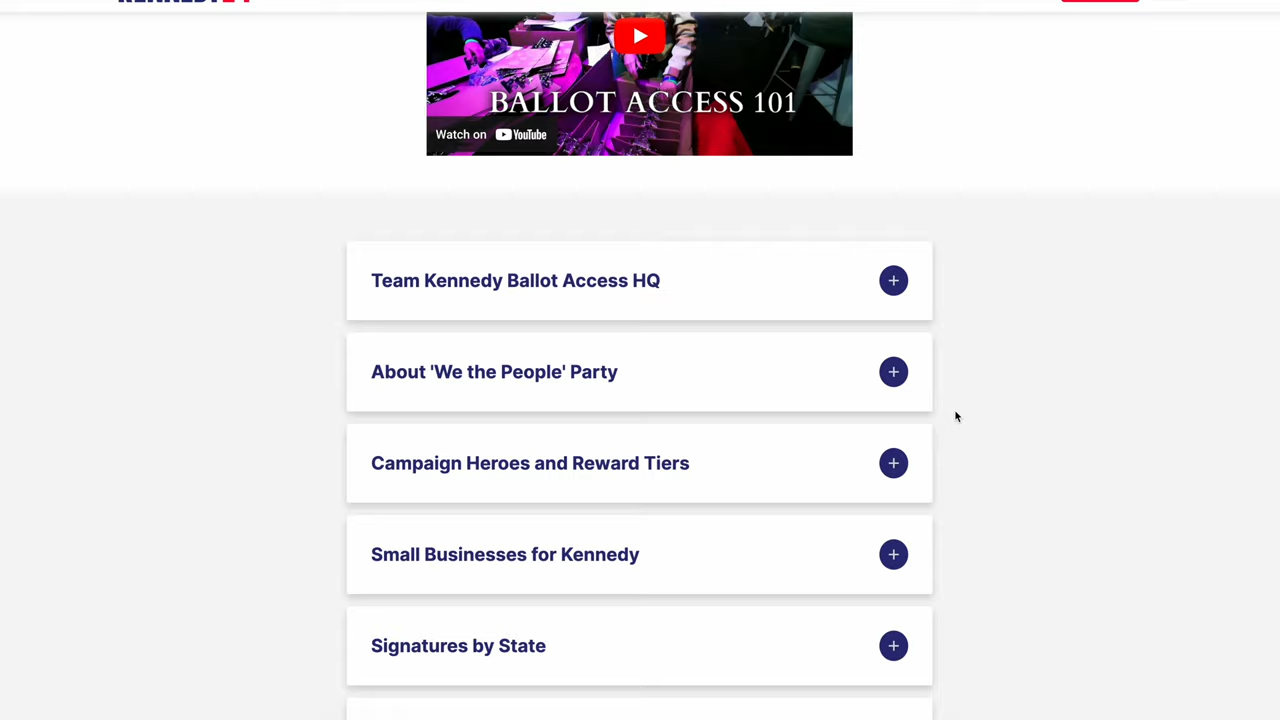 KENNEDY24
BALLOT ACCESS 101
Watch on YouTube
Team Kennedy Ballot Access HQ
About 'We the People' Party
Campaign Heroes and Reward Tiers
Small Businesses for Kennedy
Signatures by State